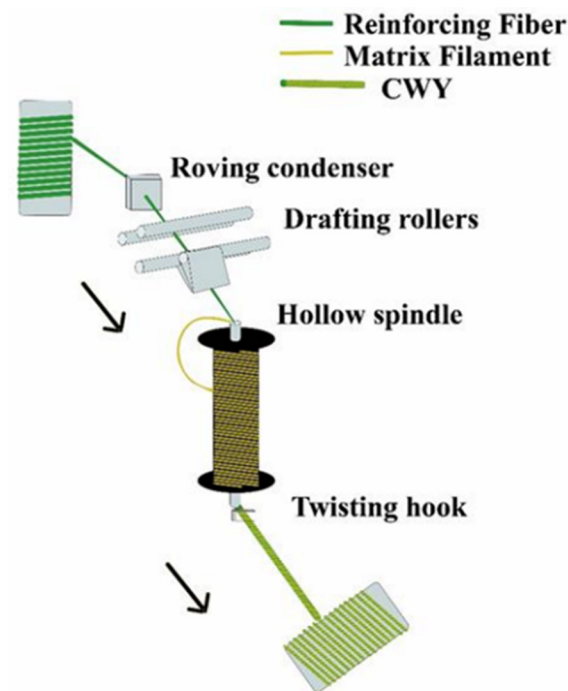 Reinforcing Fiber
Matrix Filament
CWY
Roving condenser
Drafting rollers
Hollow spindle
Twisting hook